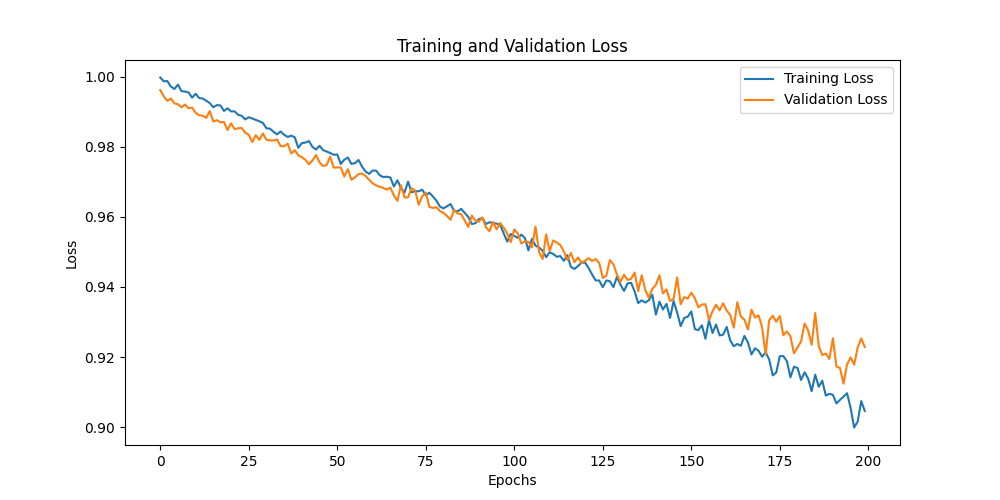 Training and Validation Loss
Training Loss
Validation Loss
1.00
0.98
0.96
0.94
0.92
0.90
Loss
0 25 50 75 100 125 150 175 200
Epochs